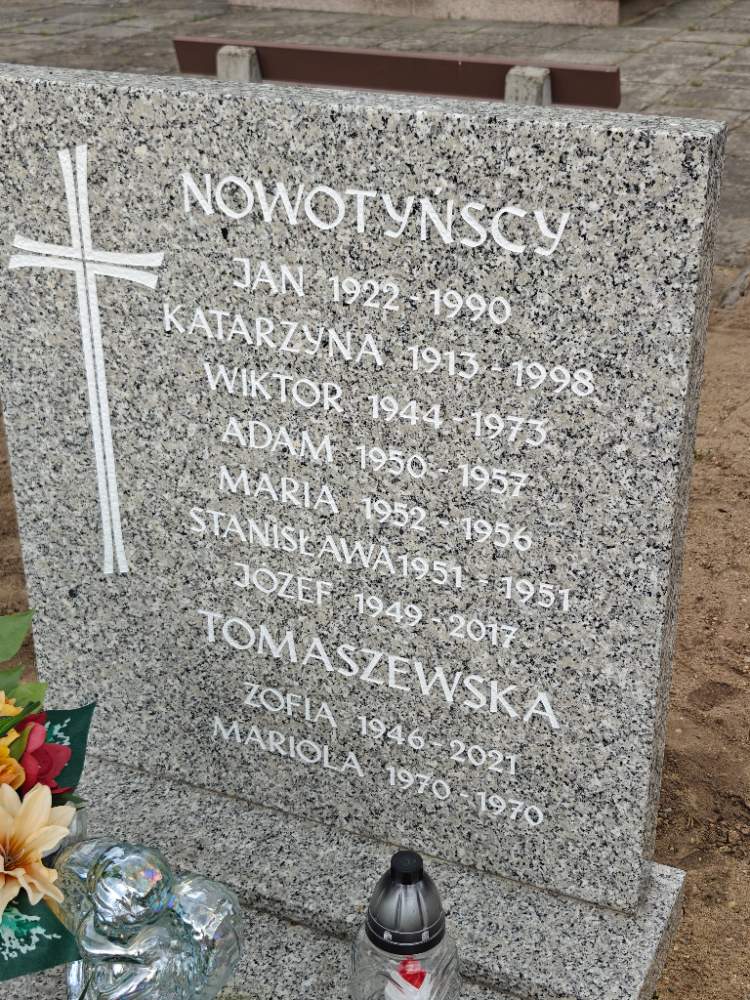 NOWOTYŃSCY
JAN 1922 - 1990
KATARZYNA 1913 - 1998
WIKTOR 1944 - 1973
ADAM 1950 - 1957
MARIA 1952 - 1956
STANISŁAWA 1951 - 1951
JOZEF 1949 - 2017
TOMASZEWSKA
ZOFIA 1946 - 2021
MARIOLA 1970 - 1970